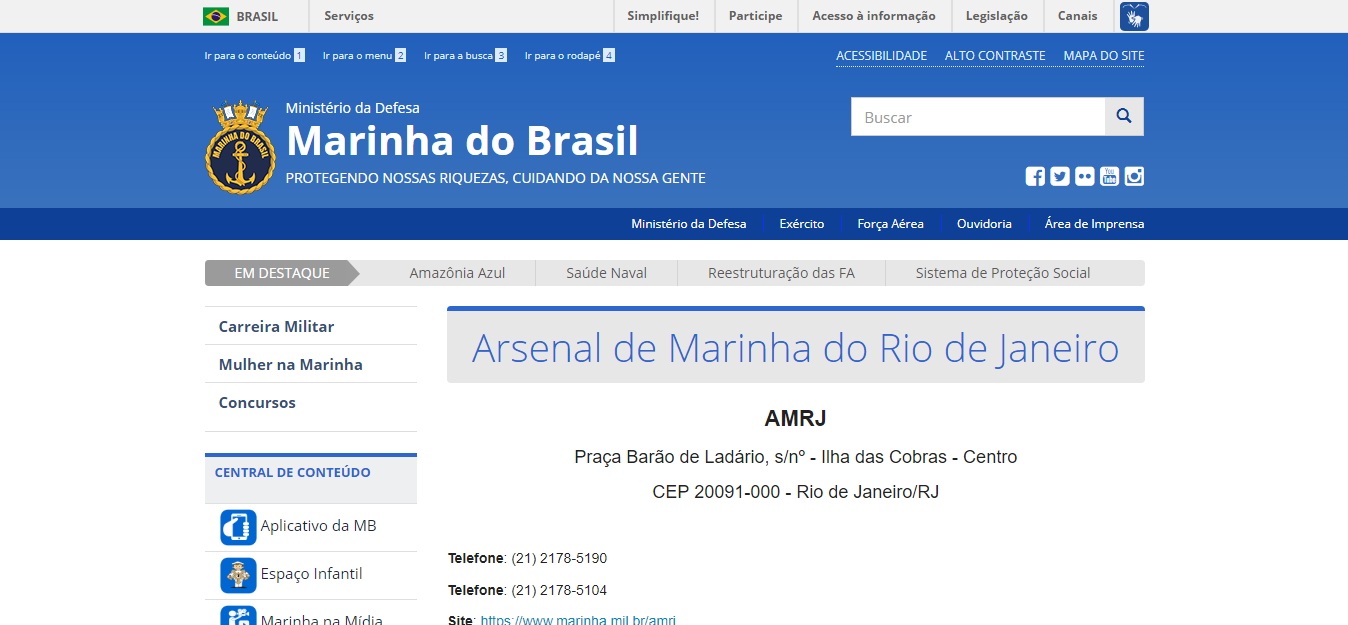 BRASIL Serviços Simplifique! Participe Acesso à informação Legislação Canais
Ir para o conteúdo 1 Ir para o menu 2 Ir para a busca 3 Ir para o rodapé 4 ACESSIBILIDADE ALTO CONTRASTE MAPA DO SITE
MARINHA DO BRASIL
Ministério da Defesa
Marinha do Brasil
PROTEGENDO NOSSAS RIQUEZAS, CUIDANDO DA NOSSA GENTE
Buscar
You Tube
Ministério da Defesa Exército Força Aérea Ouvidoria Área de Imprensa
EM DESTAQUE Amazônia Azul Saúde Naval Reestruturação das FA Sistema de Proteção Social
Carreira Militar
Mulher na Marinha
Concursos
CENTRAL DE CONTEÚDO
Aplicativo da MB
Espaço Infantil
Marinha na Mídia
Arsenal de Marinha do Rio de Janeiro
AMRJ
Praça Barão de Ladário, s/nº - Ilha das Cobras - Centro
CEP 20091-000 - Rio de Janeiro/RJ
Telefone: (21) 2178-5190
Telefone: (21) 2178-5104
Site: https://www.marinha.mil.br/amrj